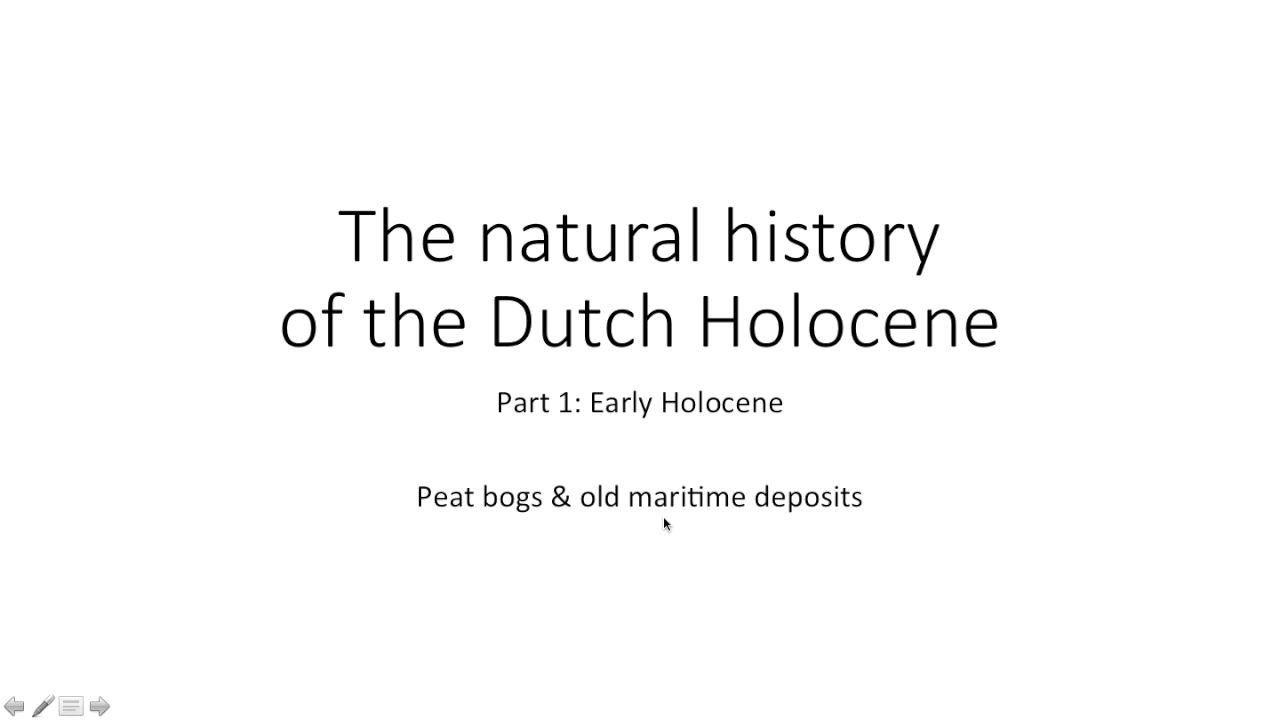 The natural history
of the Dutch Holocene
Part 1: Early Holocene
Peat bogs & old maritime deposits